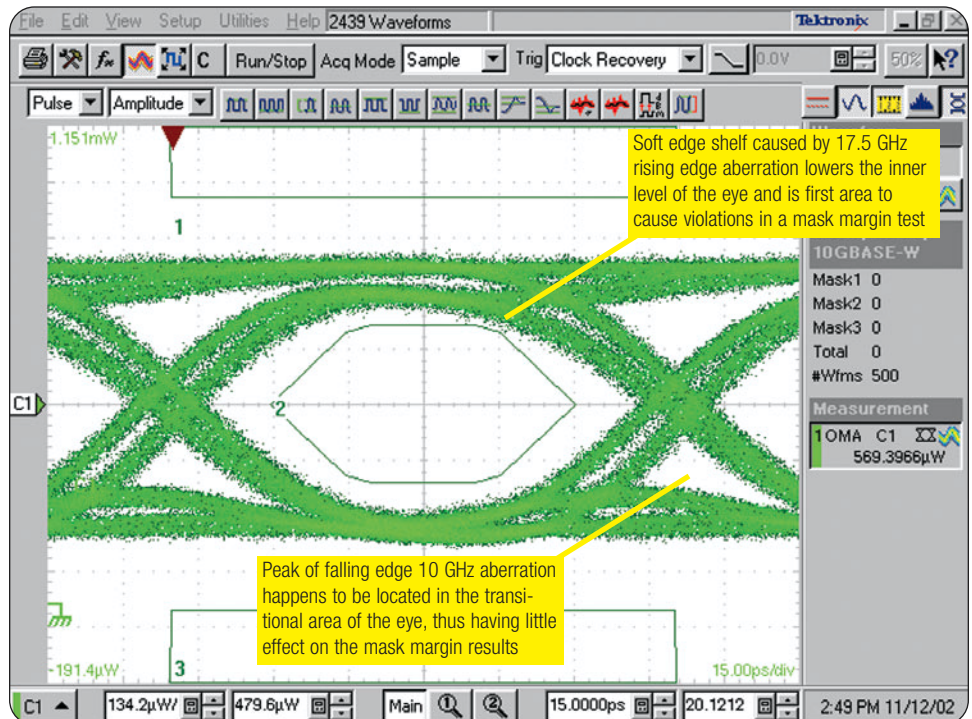 File Edit View Setup Utilities Help 2439 Waveforms Tektronix
Run/Stop Acq Mode Sample Trig Clock Recovery 0.0V 50%
Pulse Amplitude
1.151mW
Soft edge shelf caused by 17.5 GHz
rising edge aberration lowers the inner
level of the eye and is first area to
cause violations in a mask margin test
1
10GBASE-W
Mask1 0
Mask2 0
Mask3 0
Total 0
#Wfms 500
C1
2
Measurement
1 OMA C1
569.3966µW
Peak of falling edge 10 GHz aberration
happens to be located in the transi-
tional area of the eye, thus having little
effect on the mask margin results
-191.4µW
3
15.00ps/div
C1 134.2µW/ 479.6µW Main 1 2 15.0000ps 20.1212 2:49 PM 11/12/02